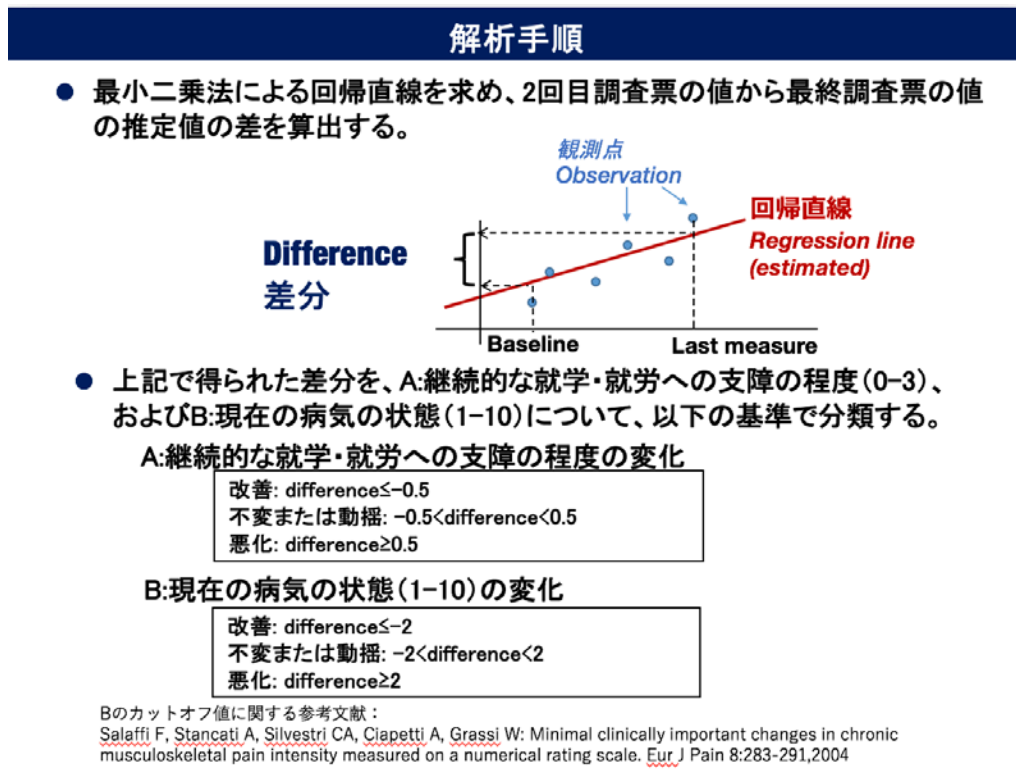 解析手順
● 最小二乗法による回帰直線を求め、2回目調査票の値から最終調査票の値
の推定値の差を算出する。
観測点
Observation
回帰直線
Regression line
(estimated)
Difference
差分
Baseline
Last measure
● 上記で得られた差分を、A:継続的な就学・就労への支障の程度(0-3)、
およびB:現在の病気の状態(1-10)について、以下の基準で分類する。
A:継続的な就学・就労への支障の程度の変化
改善: difference≤-0.5
不変または動揺: -0.5<difference<0.5
悪化: difference≥0.5
B:現在の病気の状態(1-10)の変化
改善: difference≤-2
不変または動揺: -2<difference<2
悪化: difference≥2
Bのカットオフ値に関する参考文献:
Salaffi F, Stancati A, Silvestri CA, Ciapetti A, Grassi W: Minimal clinically important changes in chronic
musculoskeletal pain intensity measured on a numerical rating scale. Eur J Pain 8:283-291,2004